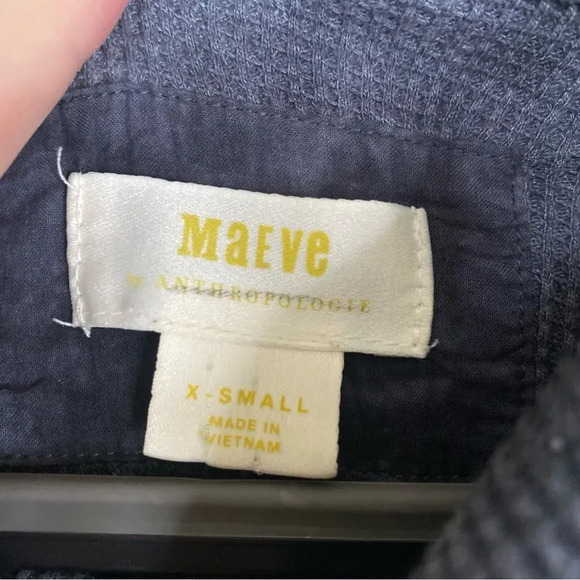 MaEVe
BY ANTHROPOLOGIE
X-SMALL
MADE IN
VIETNAM